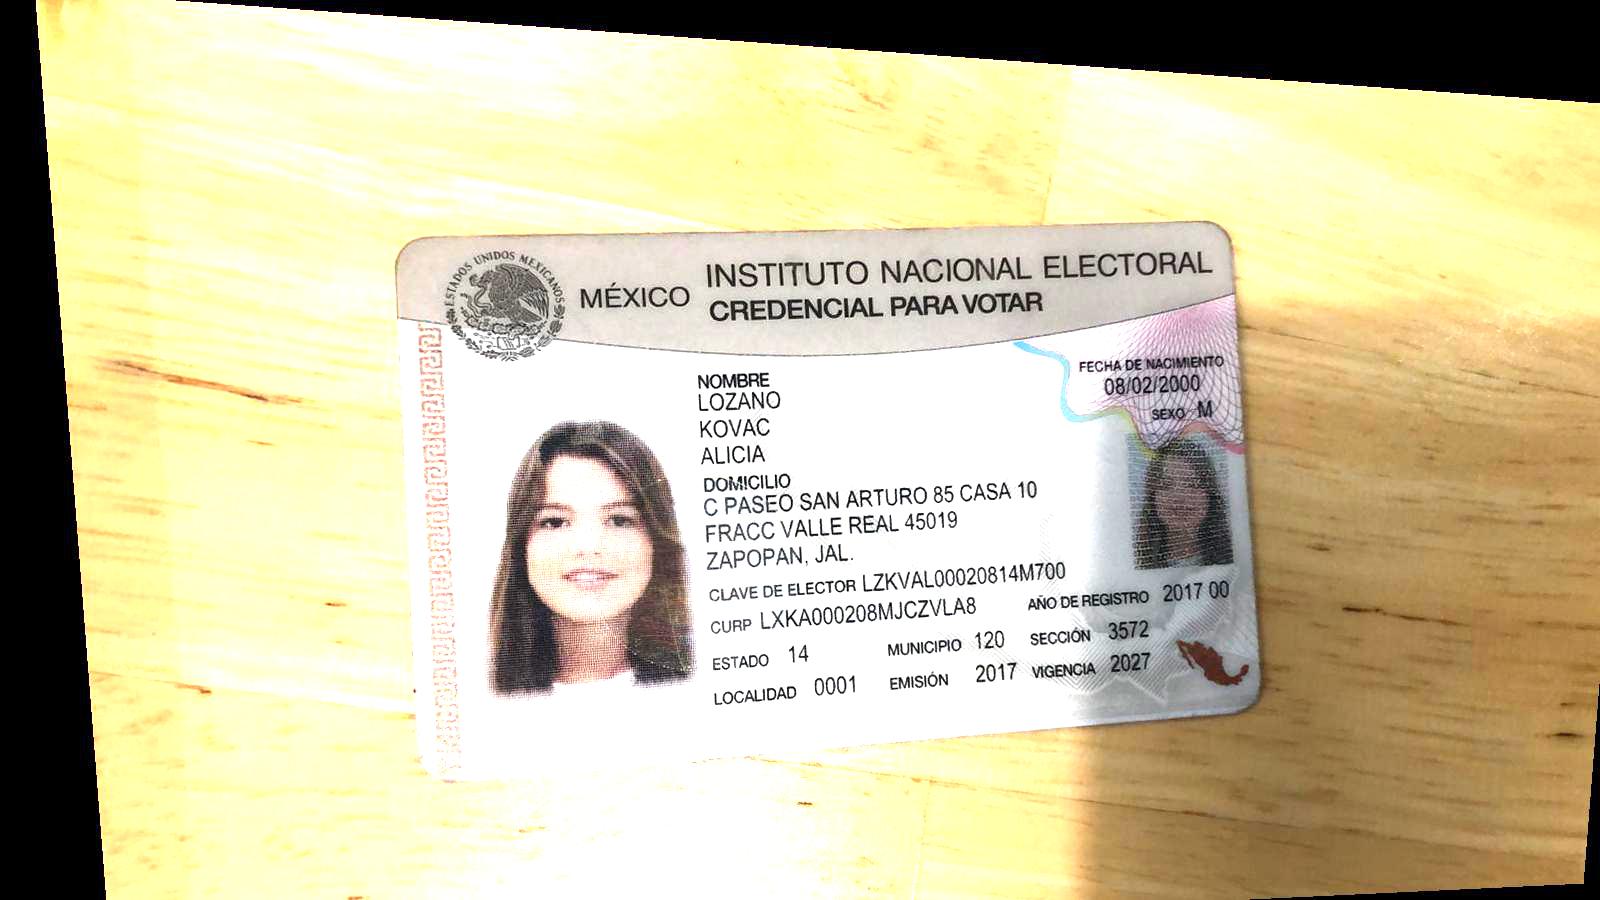 ESTADOS UNIDOS MEXICANOS
MÉXICO
INSTITUTO NACIONAL ELECTORAL
CREDENCIAL PARA VOTAR
FECHA DE NACIMIENTO
08/02/2000
SEXO M
NOMBRE
LOZANO
KOVAC
ALICIA
DOMICILIO
C PASEO SAN ARTURO 85 CASA 10
FRACC VALLE REAL 45019
ZAPOPAN, JAL.
CLAVE DE ELECTOR LZKVAL00020814M700
CURP LXKA000208MJCZVLA8 AÑO DE REGISTRO 2017 00
ESTADO 14 MUNICIPIO 120 SECCIÓN 3572
LOCALIDAD 0001 EMISIÓN 2017 VIGENCIA 2027